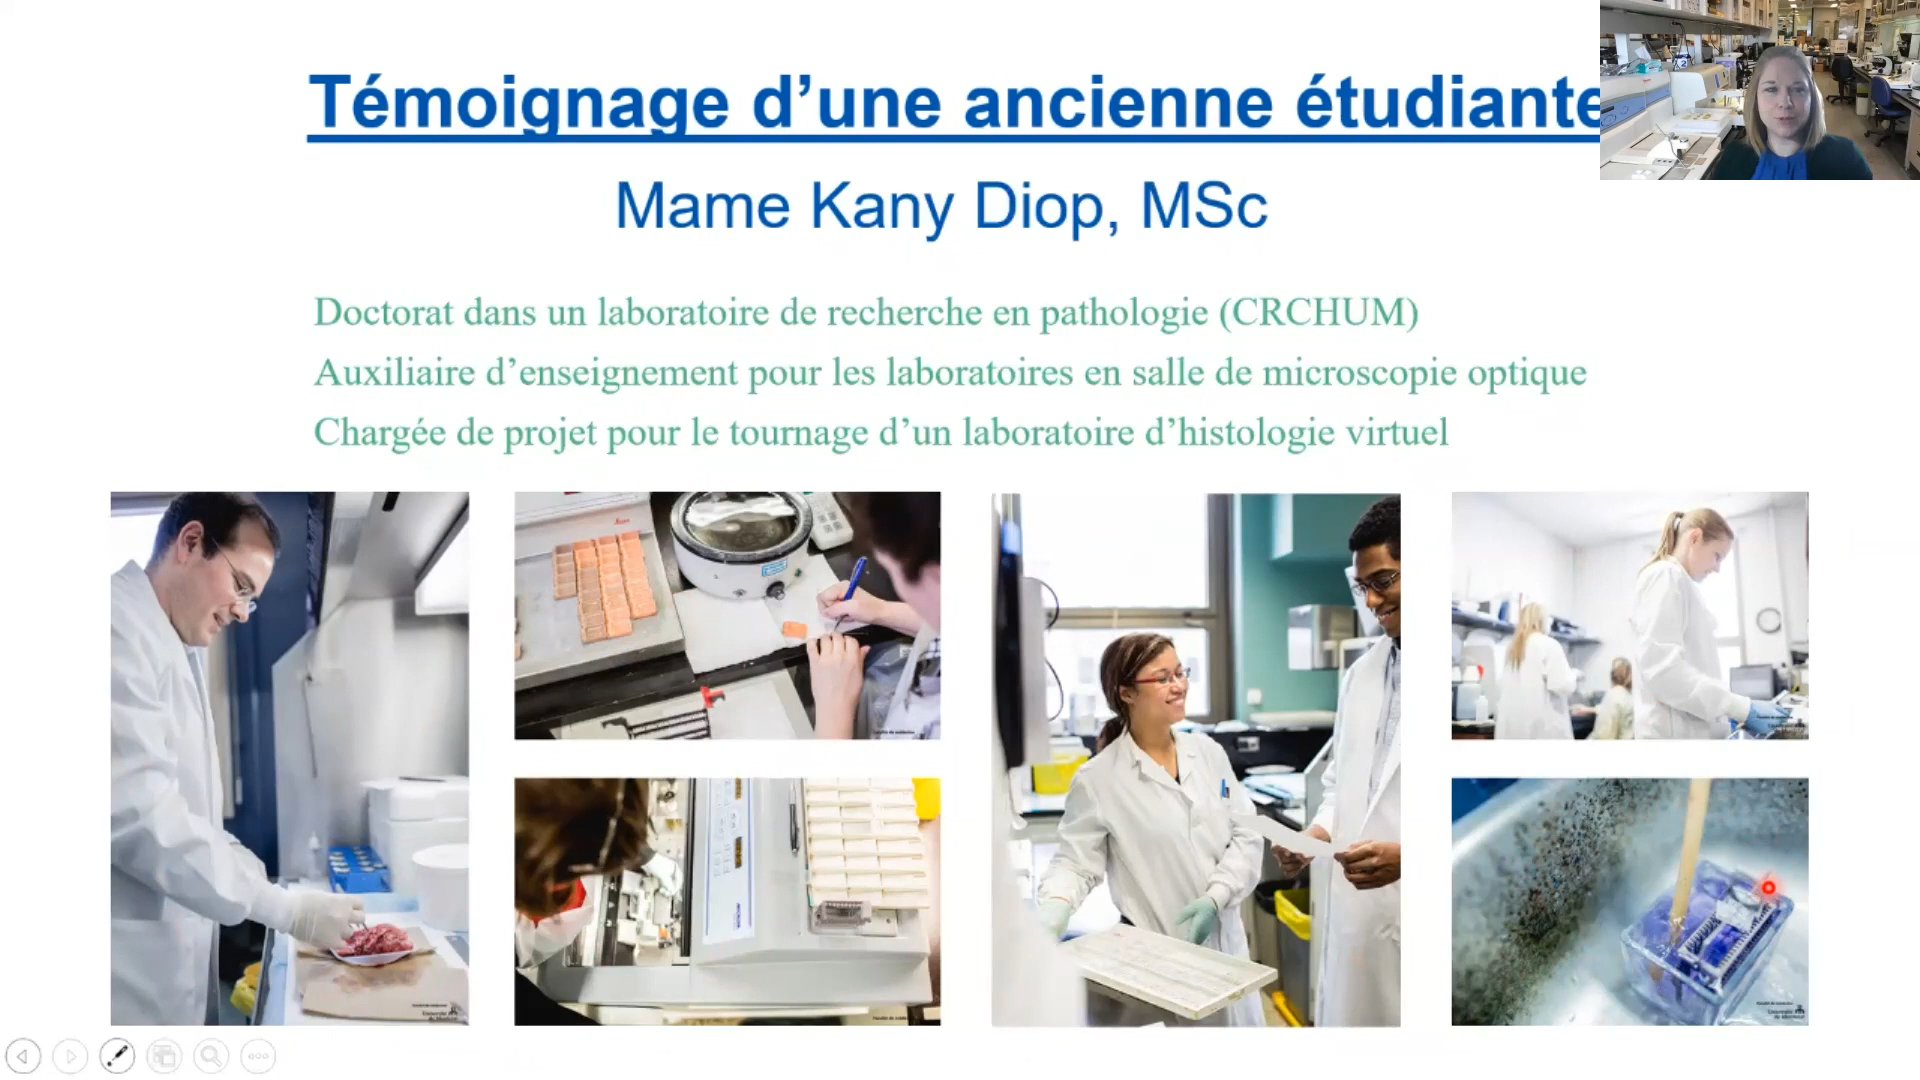 Témoignage d’une ancienne étudiante
Mame Kany Diop, MSc
Doctorat dans un laboratoire de recherche en pathologie (CRCHUM)
Auxiliaire d’enseignement pour les laboratoires en salle de microscopie optique
Chargée de projet pour le tournage d’un laboratoire d’histologie virtuel